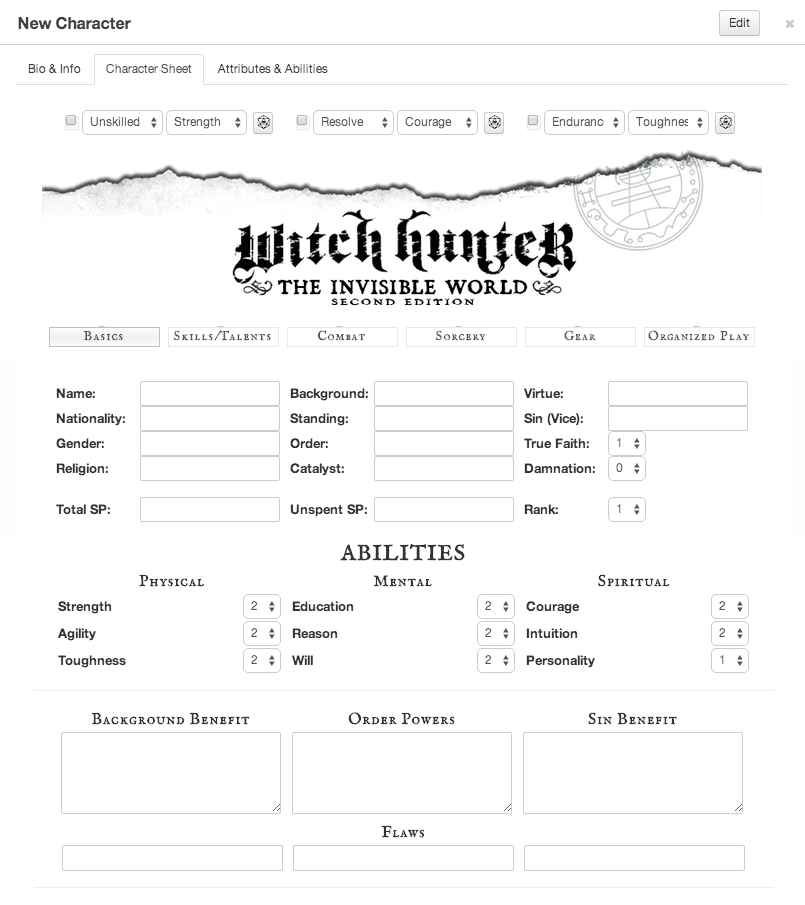 New Character Edit ×
Bio & Info Character Sheet Attributes & Abilities
Unskilled Strength Resolve Courage Enduranc Toughnes
Witch Hunter
THE INVISIBLE WORLD
SECOND EDITION
Basics Skills/Talents Combat Sorcery Gear Organized Play
Name: Background: Virtue:
Nationality: Standing: Sin (Vice):
Gender: Order: True Faith: 1
Religion: Catalyst: Damnation: 0
Total SP: Unspent SP: Rank: 1
ABILITIES
Physical Mental Spiritual
Strength 2 Education 2 Courage 2
Agility 2 Reason 2 Intuition 2
Toughness 2 Will 2 Personality 1
Background Benefit Order Powers Sin Benefit
Flaws